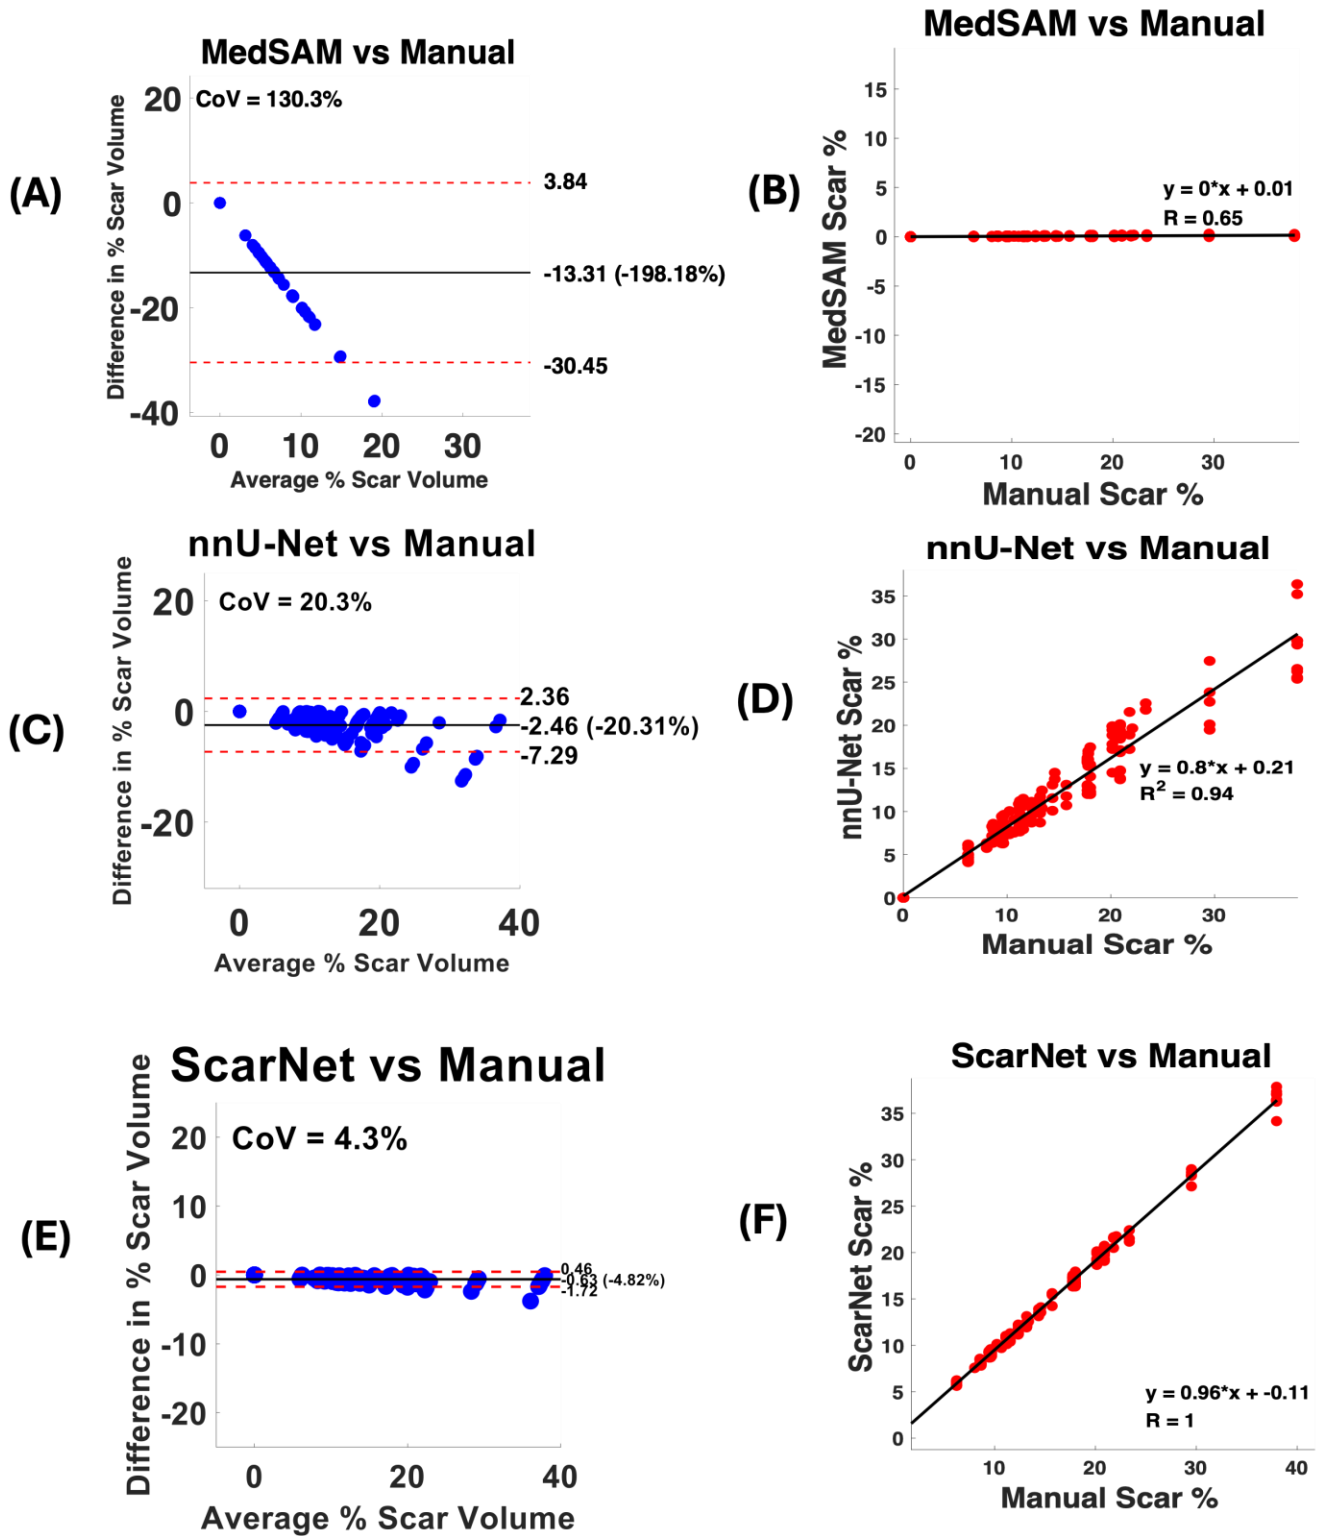 (A)
MedSAM vs Manual
CoV = 130.3%
Difference in % Scar Volume
20
0
-20
-40
3.84
-13.31 (-198.18%)
-30.45
0 10 20 30
Average % Scar Volume
(B)
MedSAM vs Manual
MedSAM Scar %
15
10
5
0
-5
-10
-15
-20
y = 0*x + 0.01
R = 0.65
0 10 20 30
Manual Scar %
(C)
nnU-Net vs Manual
CoV = 20.3%
Difference in % Scar Volume
20
0
-20
2.36
-2.46 (-20.31%)
-7.29
0 20 40
Average % Scar Volume
(D)
nnU-Net vs Manual
nnU-Net Scar %
35
30
25
20
15
10
5
0
y = 0.8*x + 0.21
R² = 0.94
0 10 20 30
Manual Scar %
(E)
ScarNet vs Manual
CoV = 4.3%
Difference in % Scar Volume
20
10
0
-10
-20
0.46
-0.63 (-4.82%)
-1.72
0 20 40
Average % Scar Volume
(F)
ScarNet vs Manual
ScarNet Scar %
35
30
25
20
15
10
5
0
y = 0.96*x + -0.11
R = 1
10 20 30 40
Manual Scar %